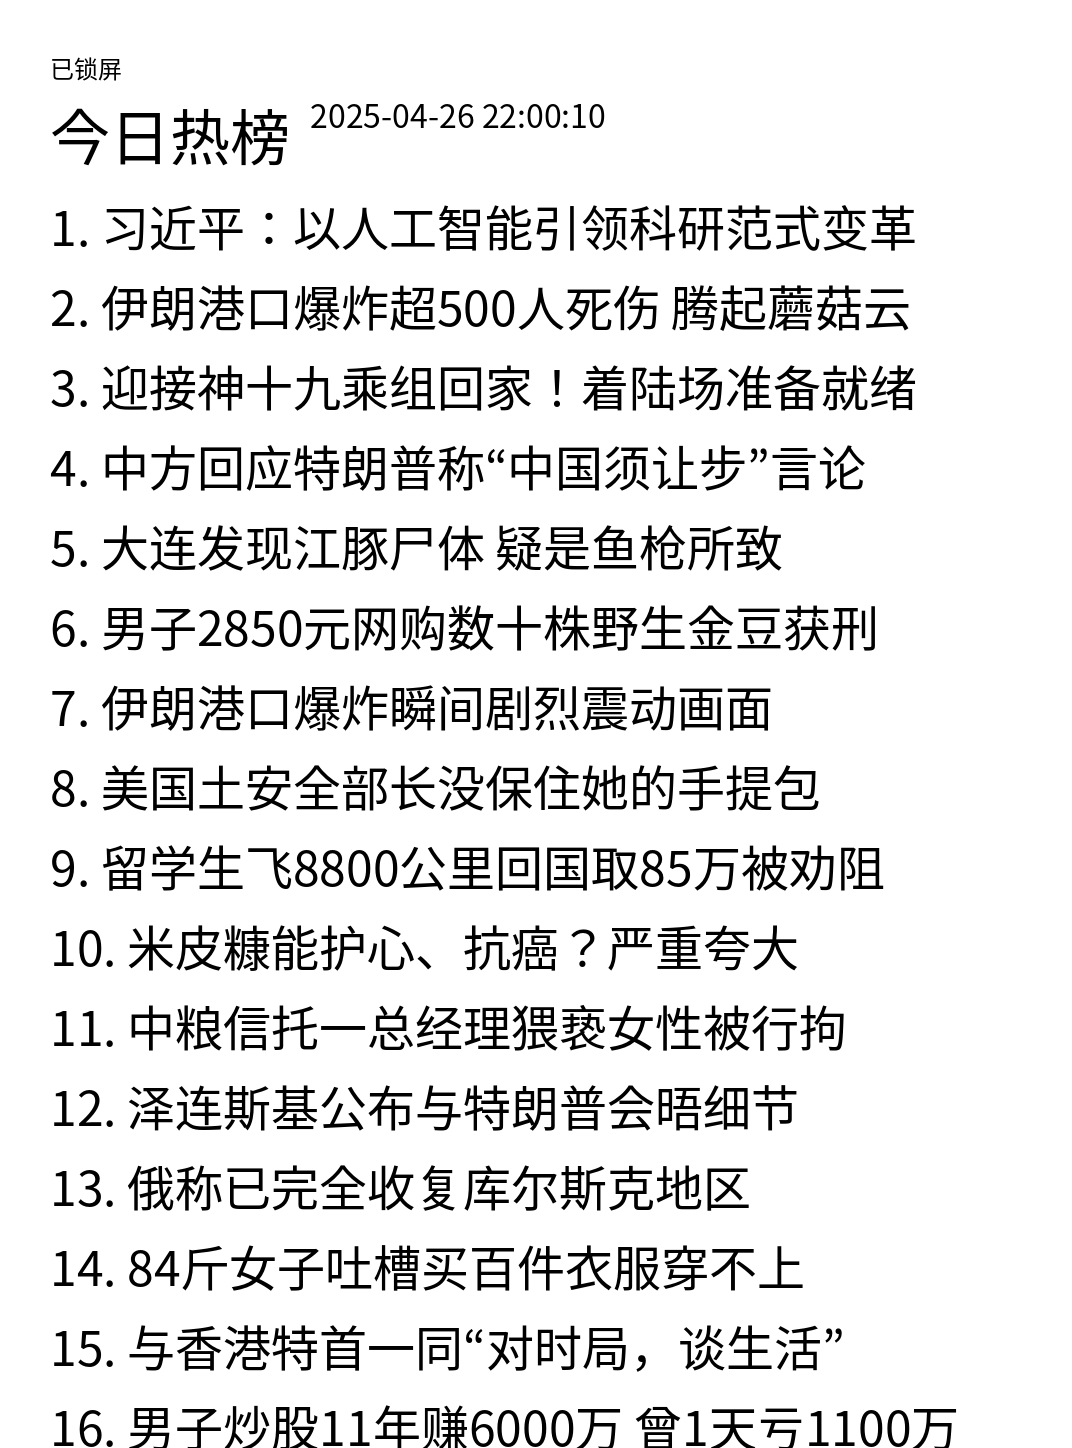 已锁屏
今日热榜 2025-04-26 22:00:10
1. 习近平：以人工智能引领科研范式变革
2. 伊朗港口爆炸超500人死伤 腾起蘑菇云
3. 迎接神十九乘组回家！着陆场准备就绪
4. 中方回应特朗普称“中国须让步”言论
5. 大连发现江豚尸体 疑是鱼枪所致
6. 男子2850元网购数十株野生金豆获刑
7. 伊朗港口爆炸瞬间剧烈震动画面
8. 美国土安全部长没保住她的手提包
9. 留学生飞8800公里回国取85万被劝阻
10. 米皮糠能护心、抗癌？严重夸大
11. 中粮信托一总经理猥亵女性被行拘
12. 泽连斯基公布与特朗普会晤细节
13. 俄称已完全收复库尔斯克地区
14. 84斤女子吐槽买百件衣服穿不上
15. 与香港特首一同“对时局，谈生活”
16. 男子炒股11年赚6000万 曾1天亏1100万